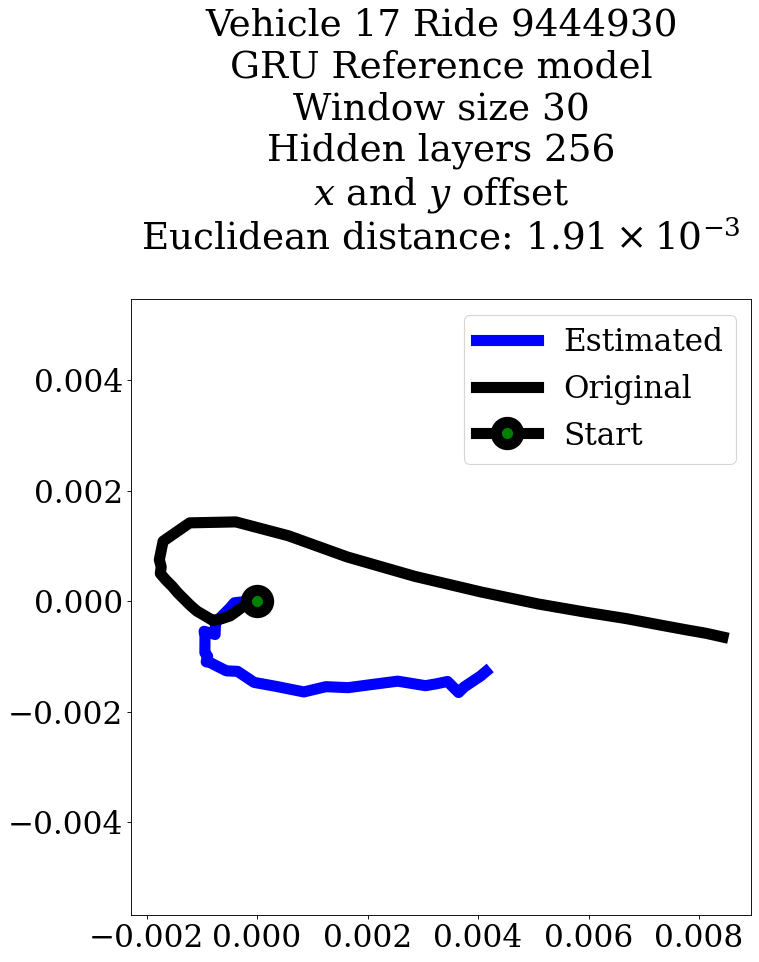 Vehicle 17 Ride 9444930
GRU Reference model
Window size 30
Hidden layers 256
x and y offset
Euclidean distance: 1.91 × 10⁻³
Estimated
Original
Start
0.004
0.002
0.000
−0.002
−0.004
−0.002 0.000 0.002 0.004 0.006 0.008